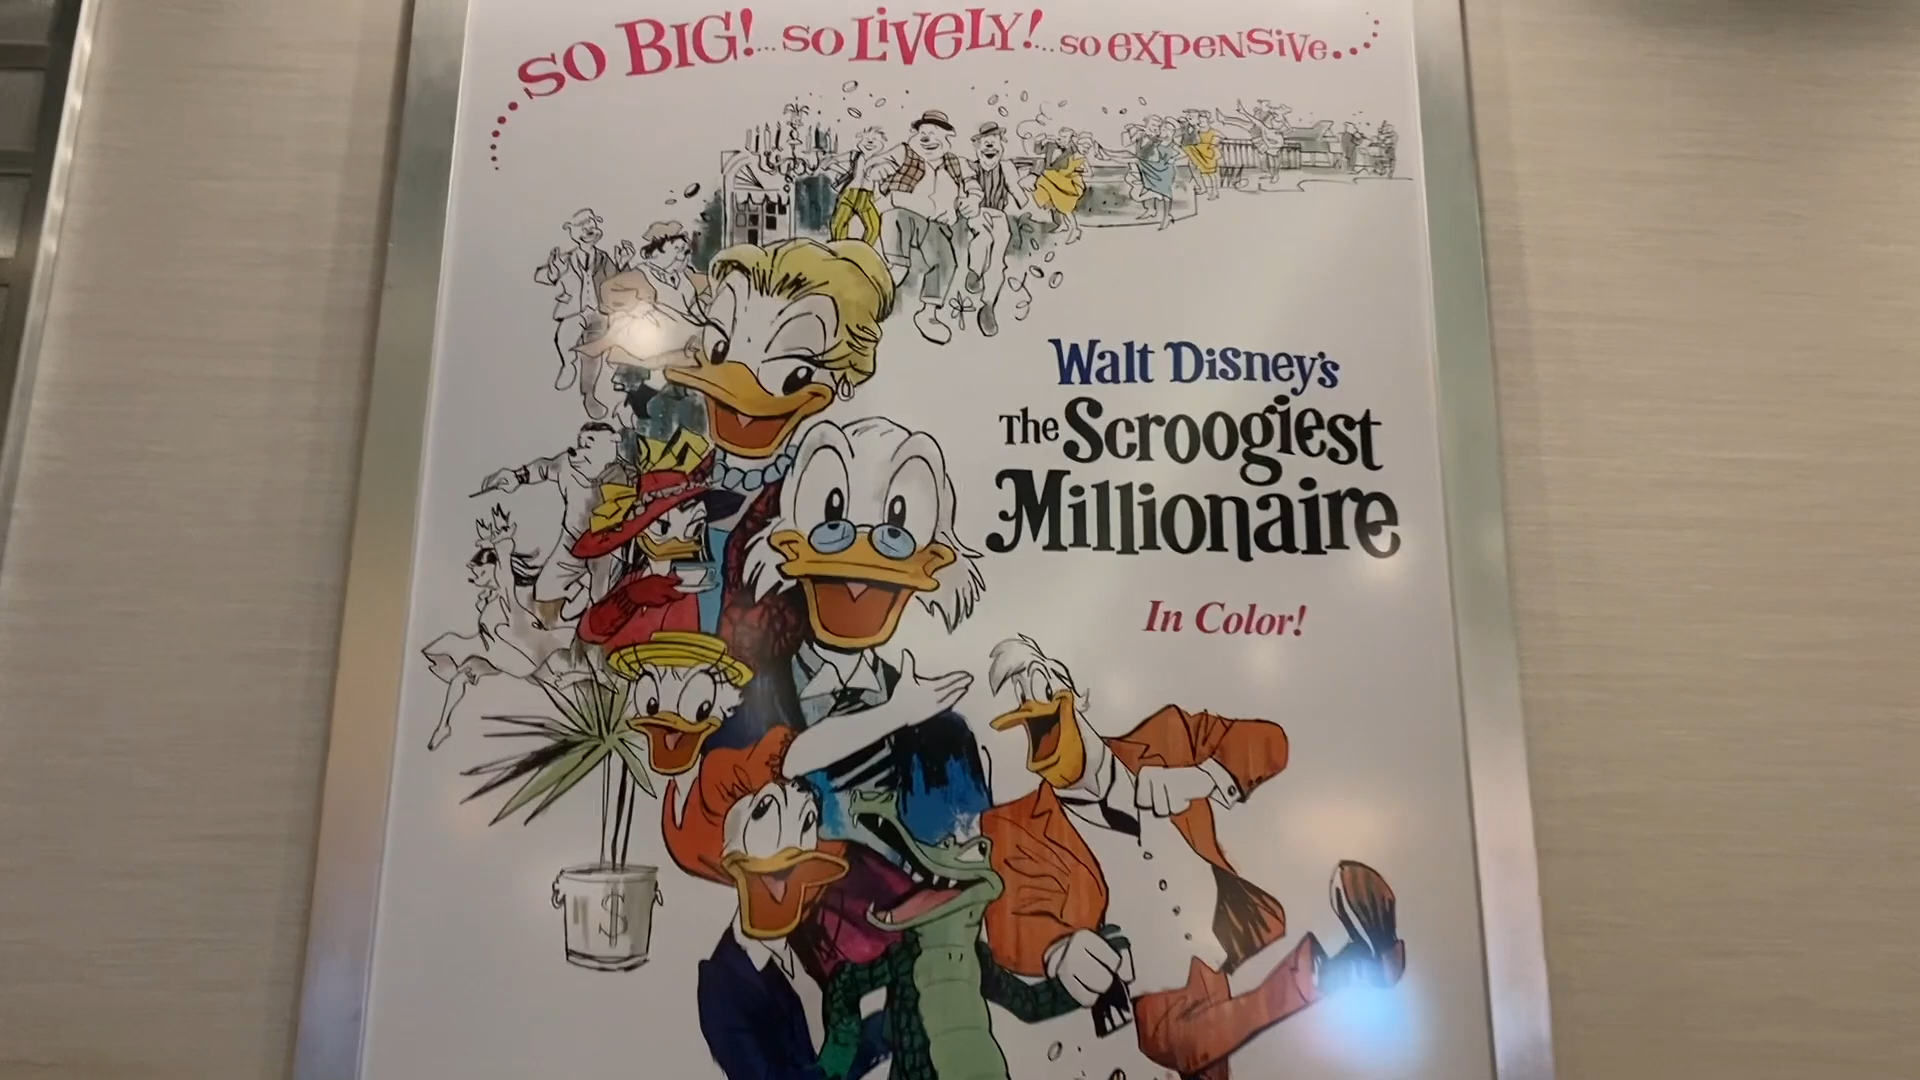 ...SO BIG!...SO LIVELY!...SO EXPENSIVE...
Walt Disney's
The Scroogiest
Millionaire
In Color!
$